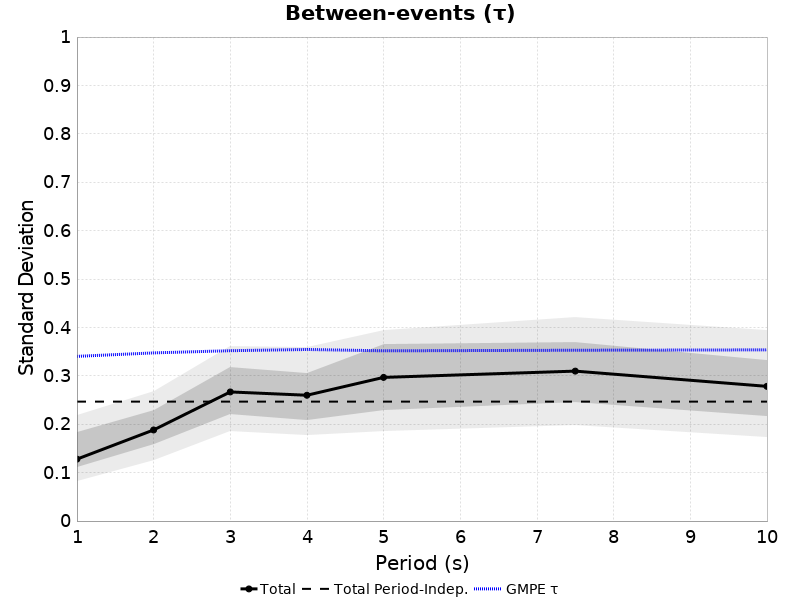 Between-events (τ)
Standard Deviation
1
0.9
0.8
0.7
0.6
0.5
0.4
0.3
0.2
0.1
0
1 2 3 4 5 6 7 8 9 10
Period (s)
Total Total Period-Indep. GMPE τ